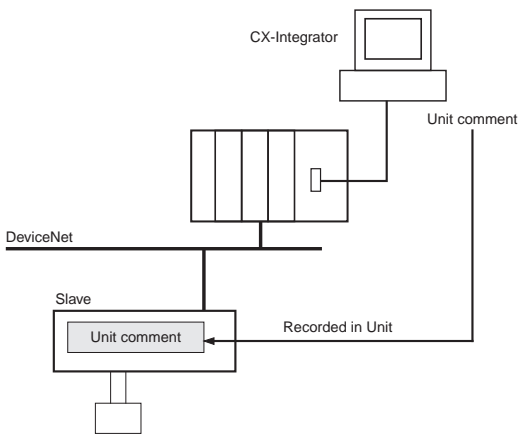 CX-Integrator
Unit comment
DeviceNet
Slave
Unit comment
Recorded in Unit